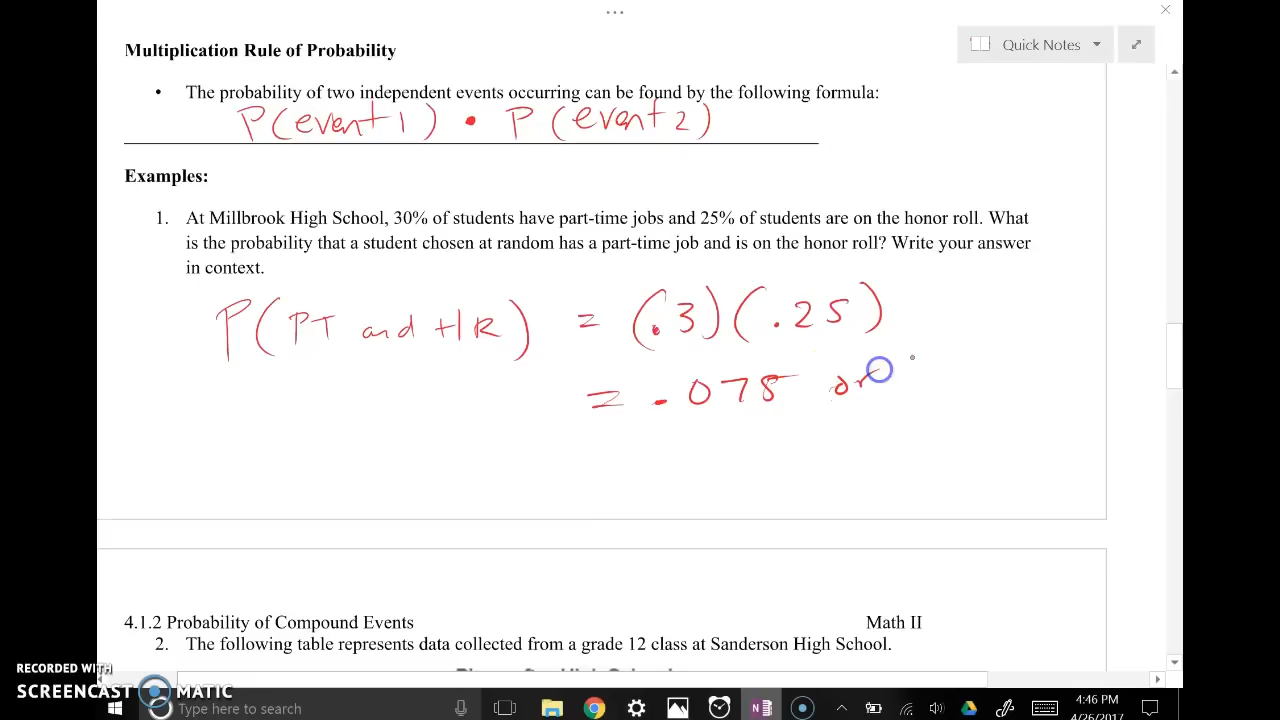 Multiplication Rule of Probability
Quick Notes
• The probability of two independent events occurring can be found by the following formula:
P(event 1) • P(event 2)
Examples:
1. At Millbrook High School, 30% of students have part-time jobs and 25% of students are on the honor roll. What
is the probability that a student chosen at random has a part-time job and is on the honor roll? Write your answer
in context.
P(PT and HR) = (.3)(.25)
= .075 or
4.1.2 Probability of Compound Events Math II
2. The following table represents data collected from a grade 12 class at Sanderson High School.
RECORDED WITH
SCREENCAST MATIC
Type here to search
4:46 PM
4/26/2017